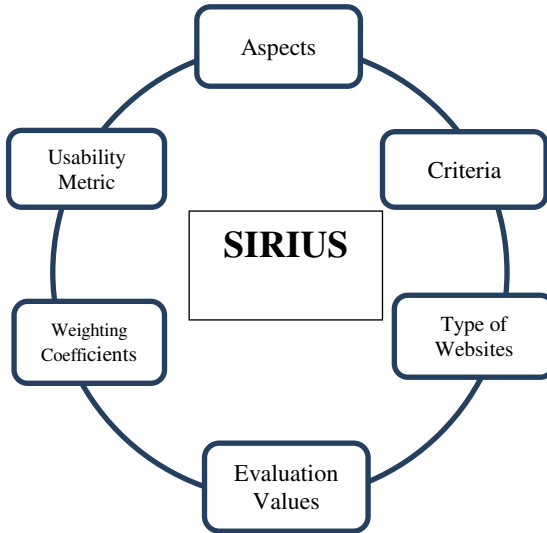 Aspects
Usability
Metric
Criteria
SIRIUS
Weighting
Coefficients
Type of
Websites
Evaluation
Values